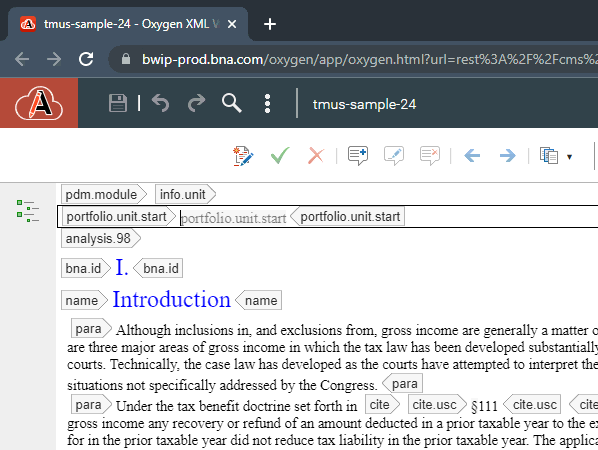 tmus-sample-24 - Oxygen XML
bwip-prod.bna.com/oxygen/app/oxygen.html?url=rest%3A%2F%2Fcms%
tmus-sample-24
pdm.module info.unit
portfolio.unit.start portfolio.unit.start portfolio.unit.start
analysis.98
bna.id I. bna.id
name Introduction name
para Although inclusions in, and exclusions from, gross income are generally a matter o
are three major areas of gross income in which the tax law has been developed substantially
courts. Technically, the case law has developed as the courts have attempted to interpret the
situations not specifically addressed by the Congress. para
para Under the tax benefit doctrine set forth in cite cite.usc §111 cite.usc cite
gross income any recovery or refund of an amount deducted in a prior taxable year to the ex
for in the prior taxable year did not reduce tax liability in the prior taxable year. The applica